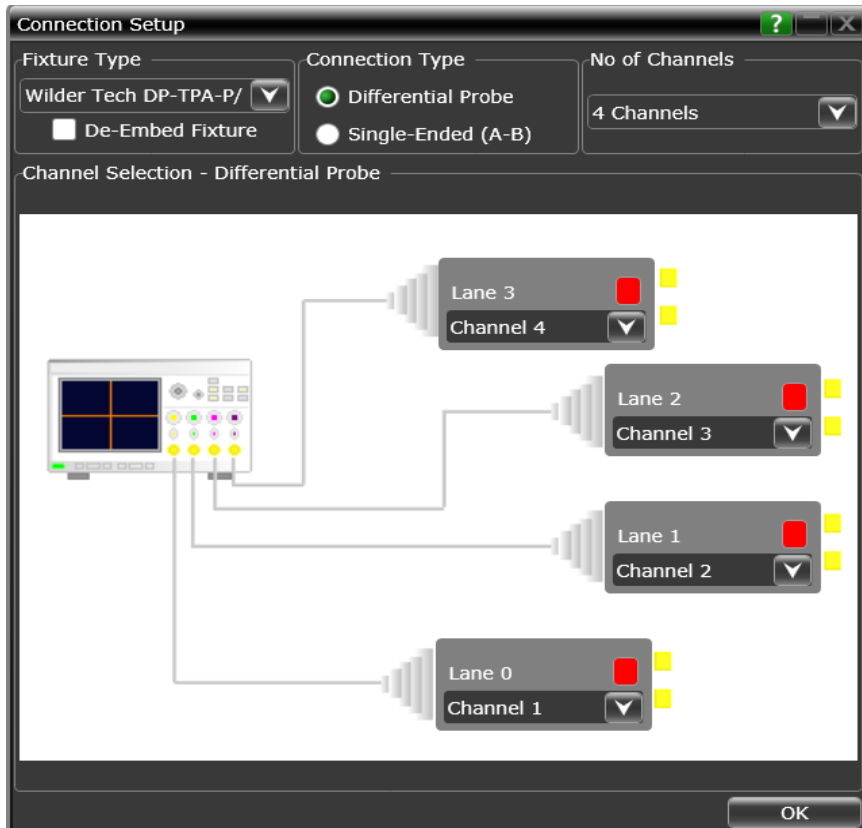 Connection Setup
?
Fixture Type
Wilder Tech DP-TPA-P/
De-Embed Fixture
Connection Type
Differential Probe
Single-Ended (A-B)
No of Channels
4 Channels
Channel Selection - Differential Probe
Lane 3
Channel 4
Lane 2
Channel 3
Lane 1
Channel 2
Lane 0
Channel 1
OK